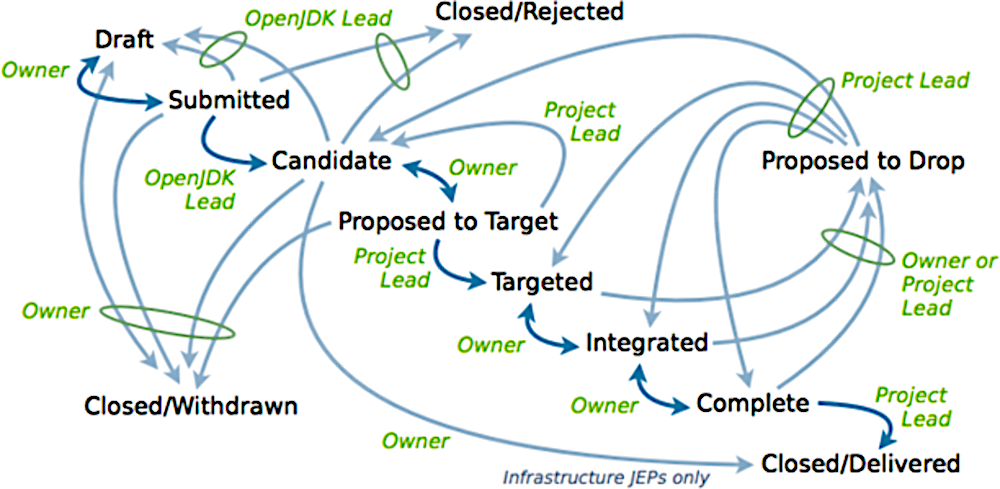 OpenJDK Lead
Closed/Rejected
Draft
Owner
Submitted
Project Lead
Project
Lead
OpenJDK
Lead
Candidate
Owner
Proposed to Drop
Proposed to Target
Project
Lead
Targeted
Owner or
Project
Lead
Owner
Owner
Integrated
Closed/Withdrawn
Owner
Complete
Project
Lead
Owner
Closed/Delivered
Infrastructure JEPs only